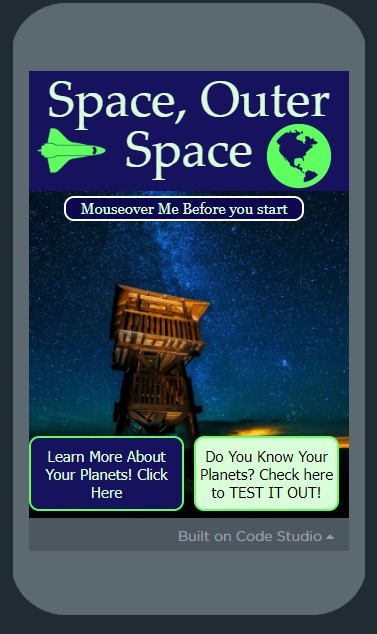 Space, Outer
Space
Mouseover Me Before you start
Learn More About
Your Planets! Click
Here
Do You Know Your
Planets? Check here
to TEST IT OUT!
Built on Code Studio